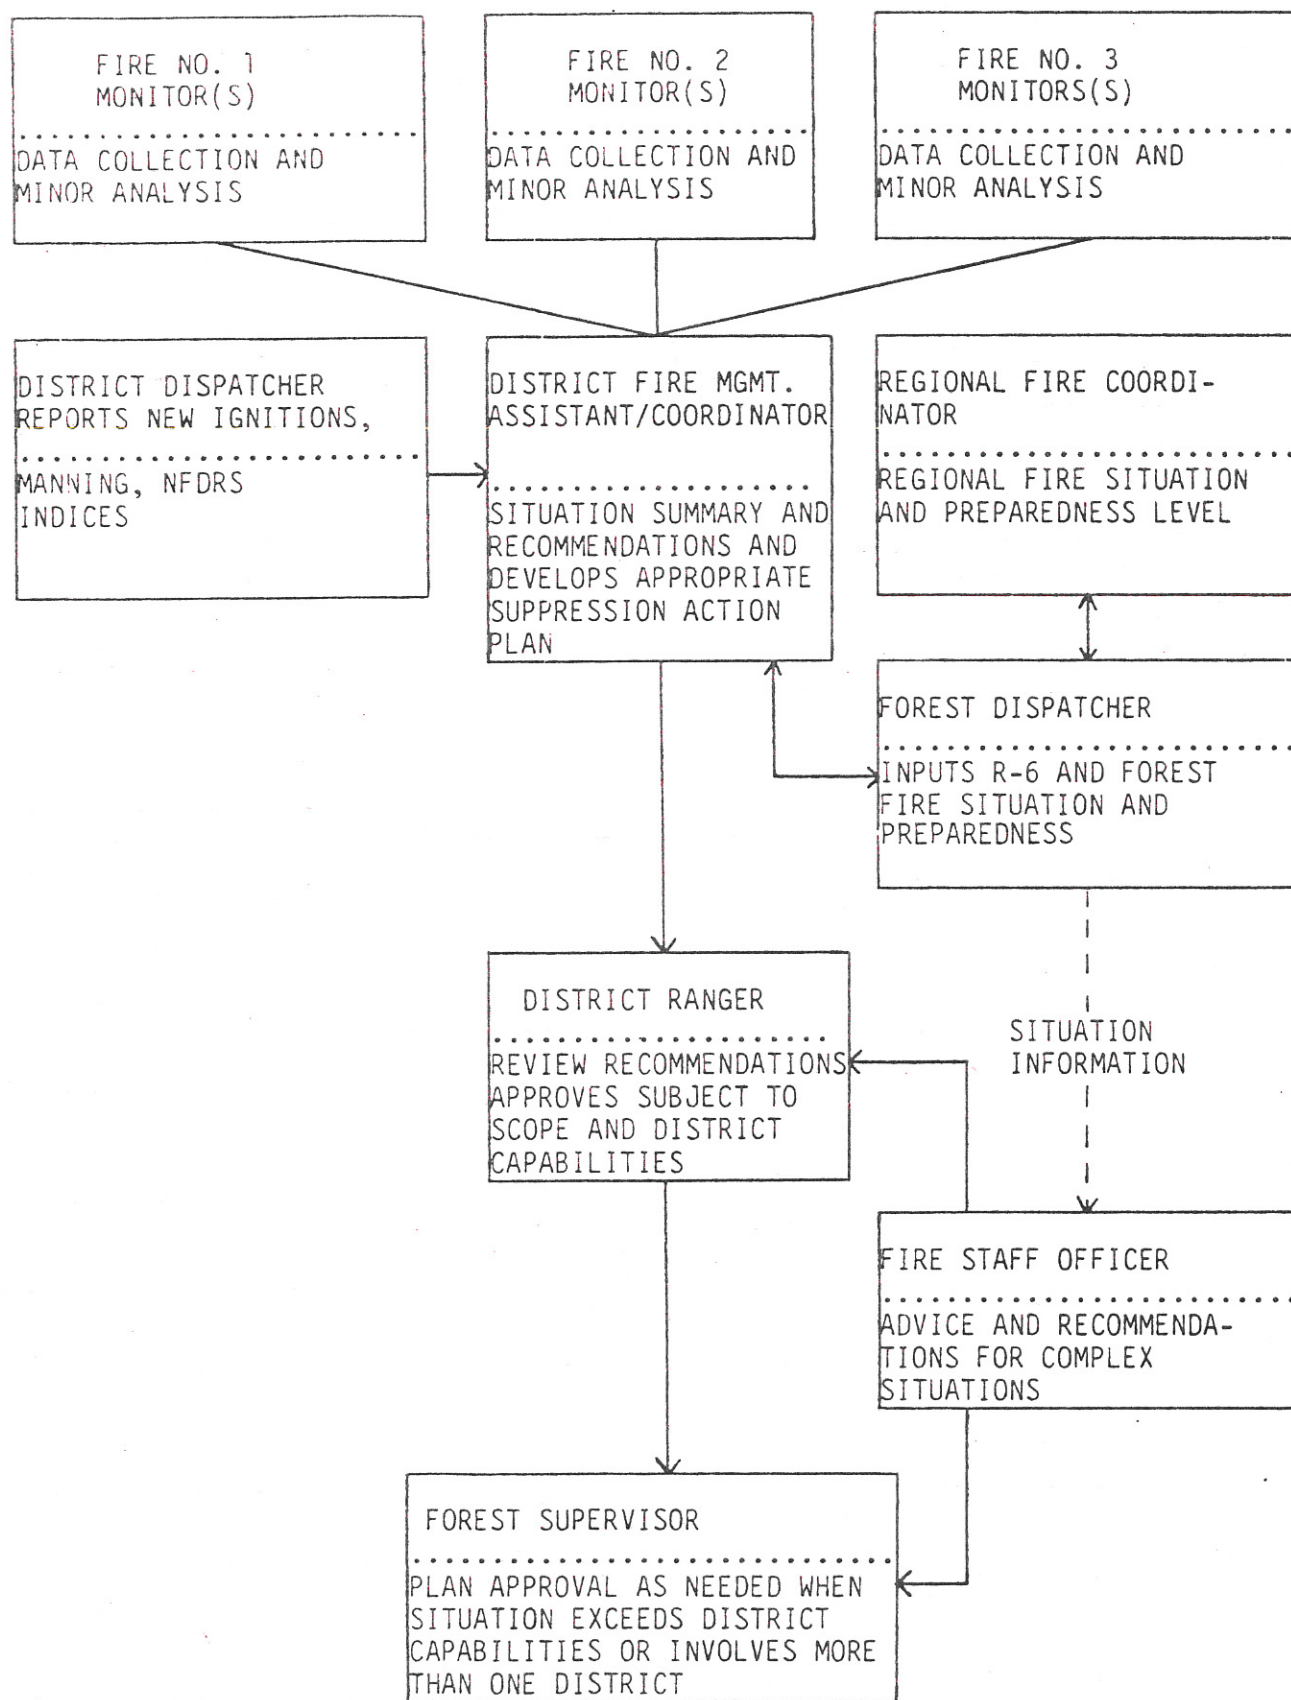 FIRE NO. 1
MONITOR(S)
DATA COLLECTION AND
MINOR ANALYSIS
FIRE NO. 2
MONITOR(S)
DATA COLLECTION AND
MINOR ANALYSIS
FIRE NO. 3
MONITORS(S)
DATA COLLECTION AND
MINOR ANALYSIS
DISTRICT DISPATCHER
REPORTS NEW IGNITIONS,
MANNING, NFDRS
INDICES
DISTRICT FIRE MGMT.
ASSISTANT/COORDINATOR
SITUATION SUMMARY AND
RECOMMENDATIONS AND
DEVELOPS APPROPRIATE
SUPPRESSION ACTION
PLAN
REGIONAL FIRE COORDI-
NATOR
REGIONAL FIRE SITUATION
AND PREPAREDNESS LEVEL
FOREST DISPATCHER
INPUTS R-6 AND FOREST
FIRE SITUATION AND
PREPAREDNESS
DISTRICT RANGER
REVIEW RECOMMENDATIONS
APPROVES SUBJECT TO
SCOPE AND DISTRICT
CAPABILITIES
SITUATION
INFORMATION
FIRE STAFF OFFICER
ADVICE AND RECOMMENDA-
TIONS FOR COMPLEX
SITUATIONS
FOREST SUPERVISOR
PLAN APPROVAL AS NEEDED WHEN
SITUATION EXCEEDS DISTRICT
CAPABILITIES OR INVOLVES MORE
THAN ONE DISTRICT